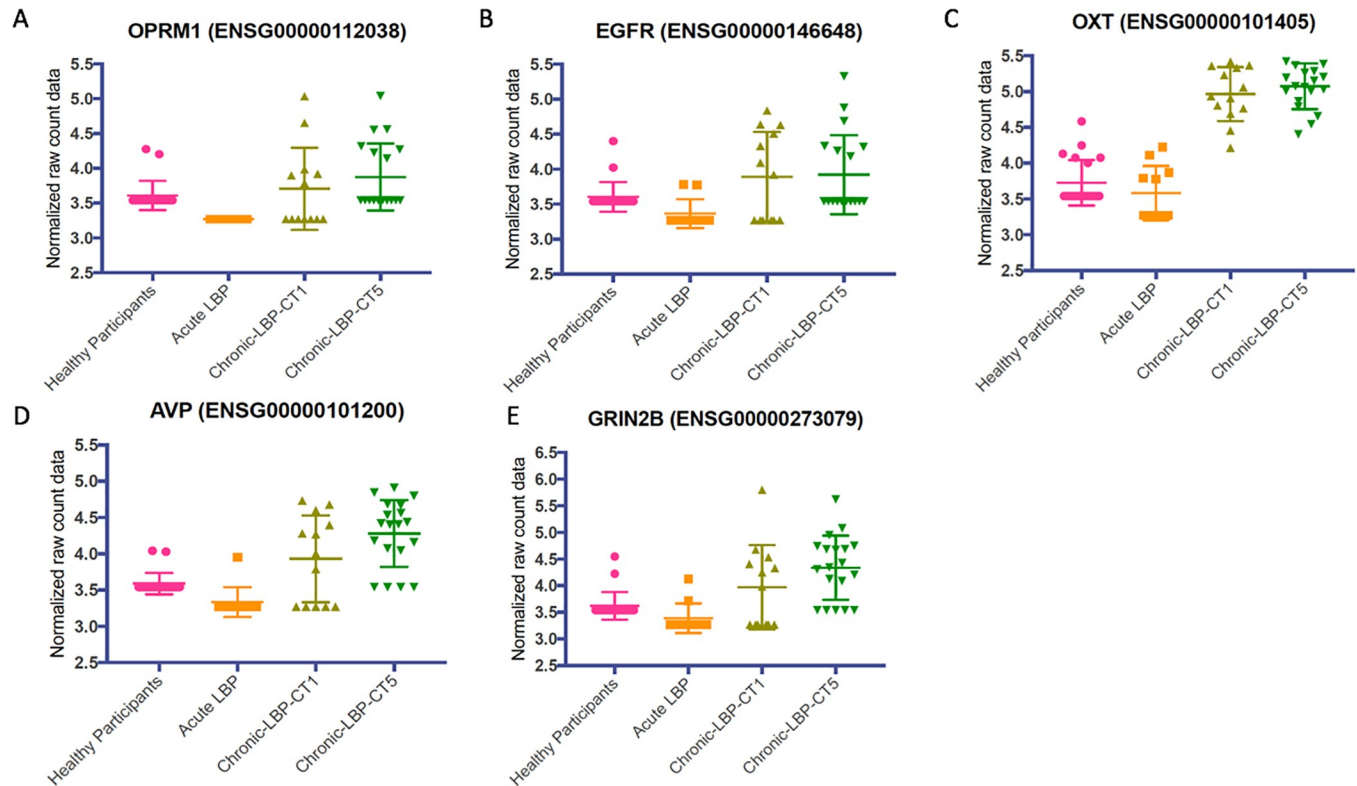 A
OPRM1 (ENSG00000112038)
Normalized raw count data
5.5
5.0
4.5
4.0
3.5
3.0
2.5
Healthy Participants
Acute LBP
Chronic-LBP-CT1
Chronic-LBP-CT5
B
EGFR (ENSG00000146648)
Normalized raw count data
5.5
5.0
4.5
4.0
3.5
3.0
2.5
Healthy Participants
Acute LBP
Chronic-LBP-CT1
Chronic-LBP-CT5
C
OXT (ENSG00000101405)
Normalized raw count data
5.5
5.0
4.5
4.0
3.5
3.0
2.5
Healthy Participants
Acute LBP
Chronic-LBP-CT1
Chronic-LBP-CT5
D
AVP (ENSG00000101200)
Normalized raw count data
5.5
5.0
4.5
4.0
3.5
3.0
2.5
Healthy Participants
Acute LBP
Chronic-LBP-CT1
Chronic-LBP-CT5
E
GRIN2B (ENSG00000273079)
Normalized raw count data
6.5
6.0
5.5
5.0
4.5
4.0
3.5
3.0
2.5
Healthy Participants
Acute LBP
Chronic-LBP-CT1
Chronic-LBP-CT5